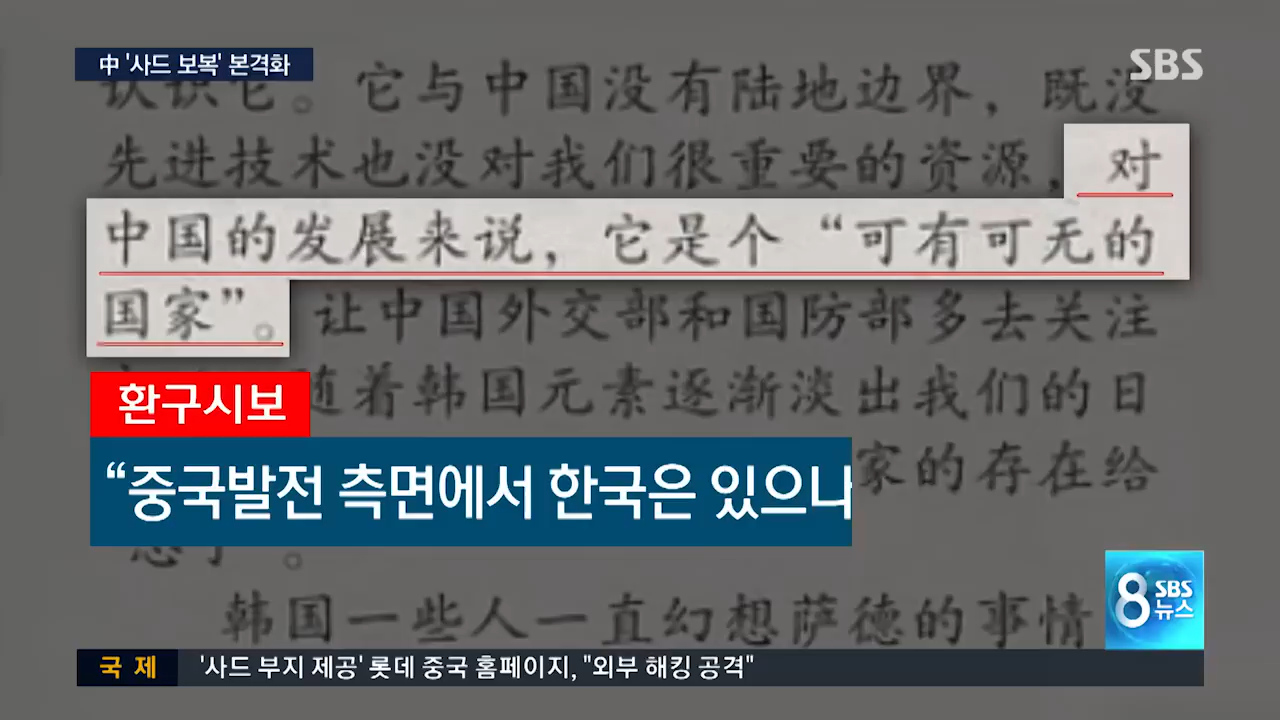 中 '사드 보복' 본격화
SBS
认识它。它与中国没有陆地边界，既没
先进技术也没对我们很重要的资源，对
中国的发展来说，它是个“可有可无的
国家”。让中国外交部和国防部多去关注
随着韩国元素逐渐淡出我们的日
환구시보
家的存在给
“중국발전 측면에서 한국은 있으나
韩国一些人一直幻想萨德的事情
8 SBS
뉴스
국 제 '사드 부지 제공' 롯데 중국 홈페이지, "외부 해킹 공격"